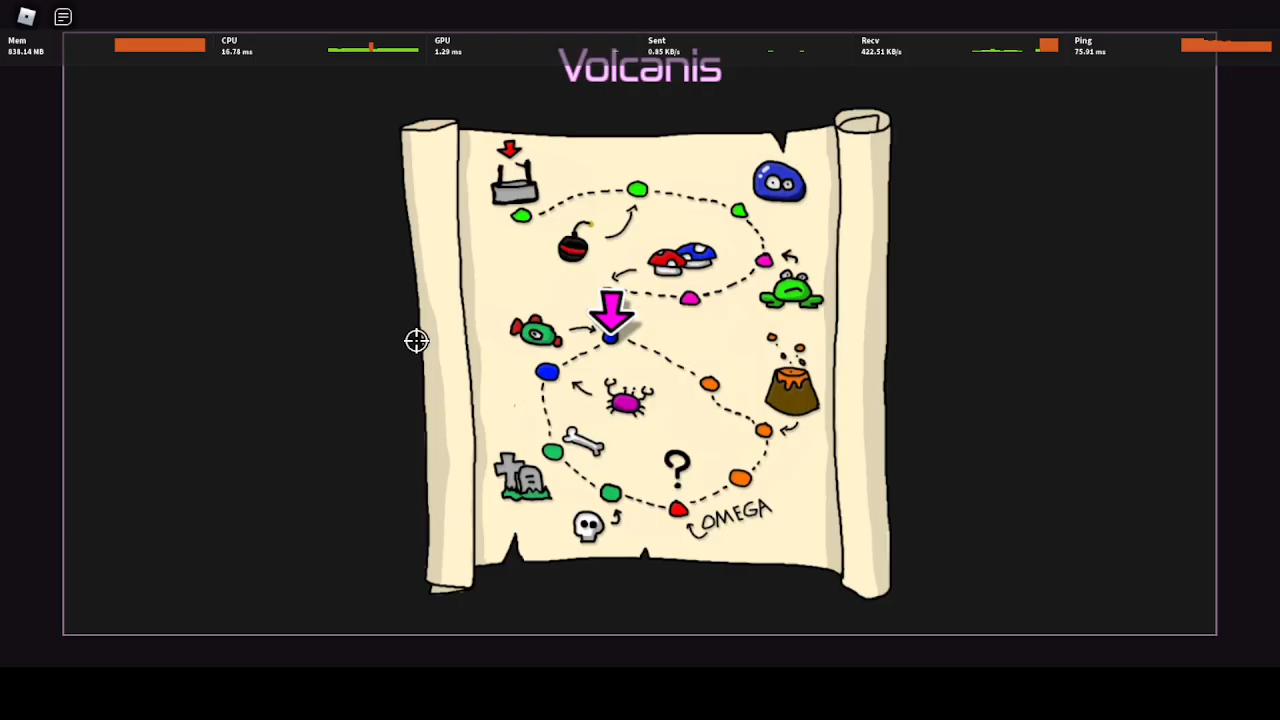 Mem
838.14 MB
CPU
16.78 ms
GPU
1.29 ms
Sent
0.85 KB/s
Recv
422.51 KB/s
Ping
75.91 ms
Volcanis
?
OMEGA